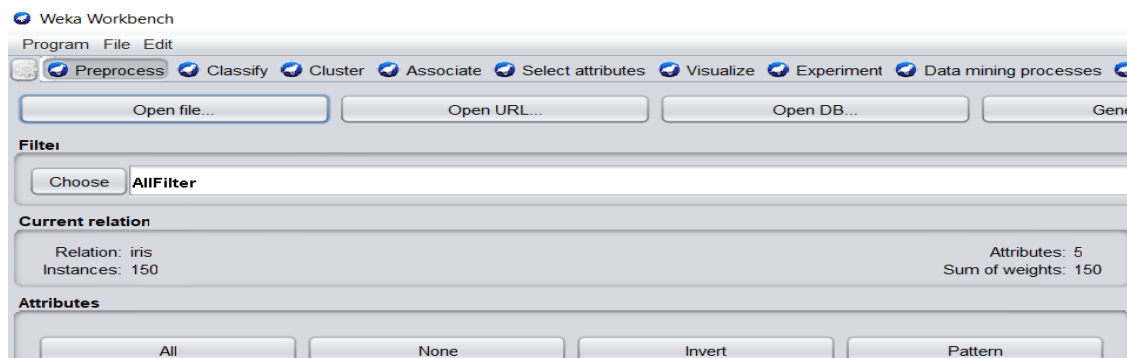 Weka Workbench
Program File Edit
Preprocess Classify Cluster Associate Select attributes Visualize Experiment Data mining processes
Open file... Open URL... Open DB... Gene
Filter
Choose AllFilter
Current relation
Relation: iris Attributes: 5
Instances: 150 Sum of weights: 150
Attributes
All None Invert Pattern